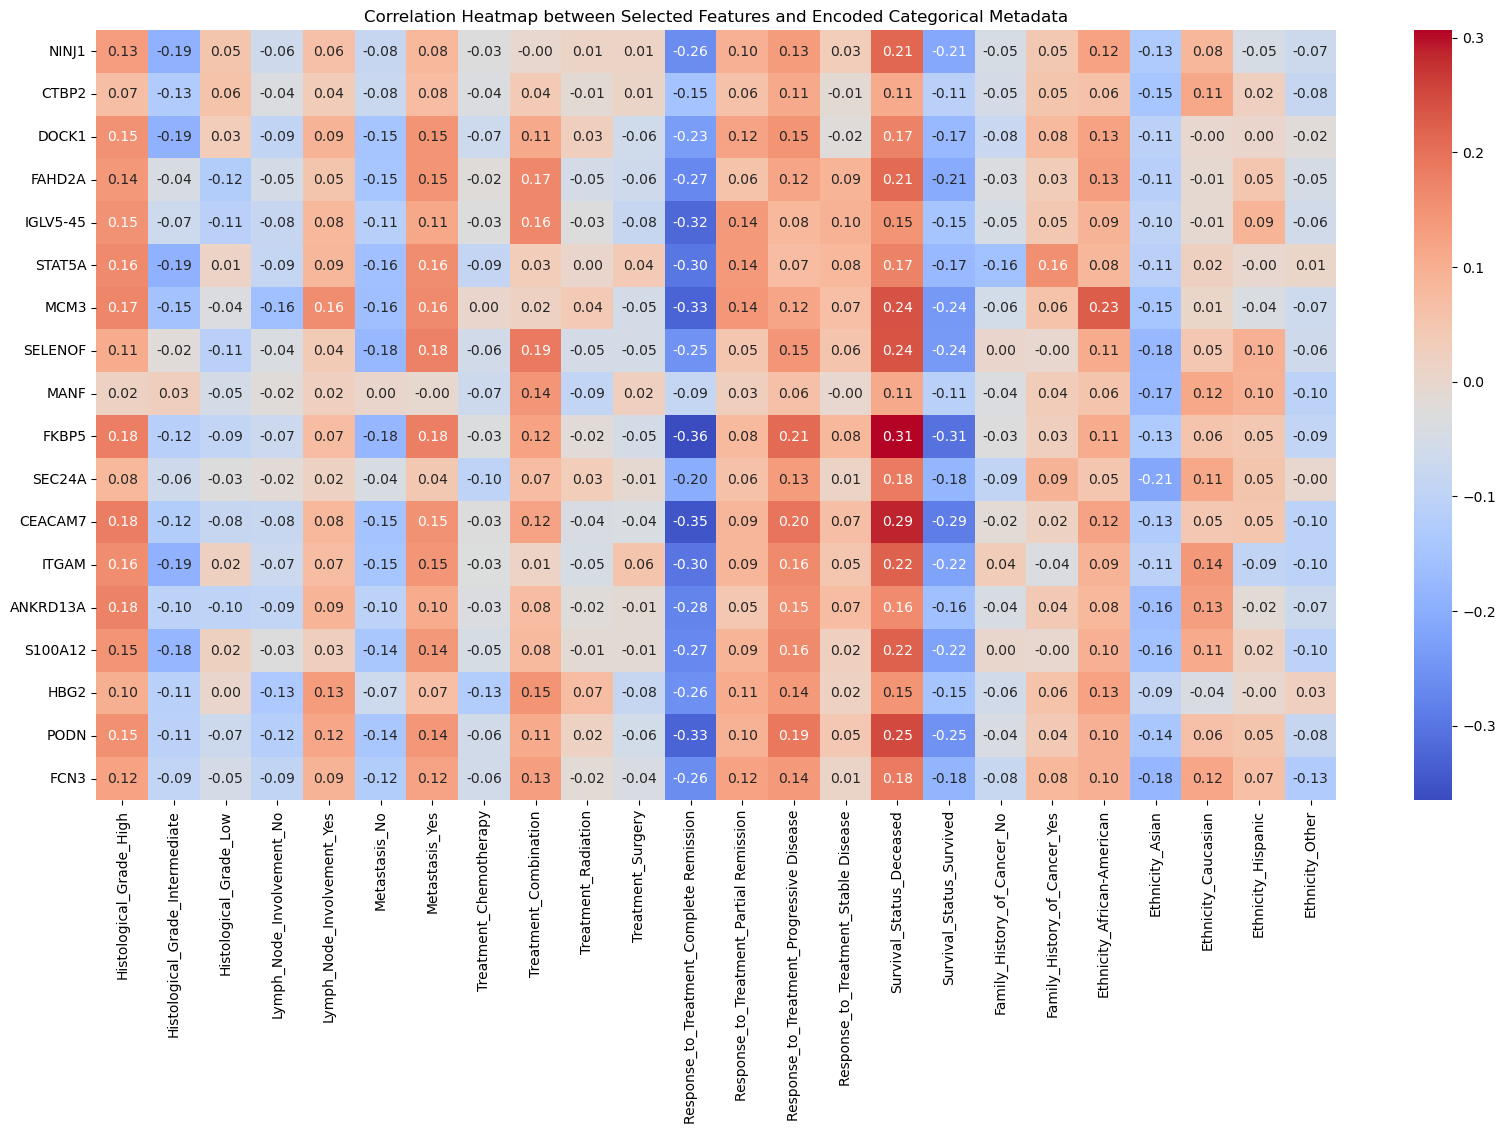 Correlation Heatmap between Selected Features and Encoded Categorical Metadata
NINJ1 0.13 -0.19 0.05 -0.06 0.06 -0.08 0.08 -0.03 -0.00 0.01 0.01 -0.26 0.10 0.13 0.03 0.21 -0.21 -0.05 0.05 0.12 -0.13 0.08 -0.05 -0.07
CTBP2 0.07 -0.13 0.06 -0.04 0.04 -0.08 0.08 -0.04 0.04 -0.01 0.01 -0.15 0.06 0.11 -0.01 0.11 -0.11 -0.05 0.05 0.06 -0.15 0.11 0.02 -0.08
DOCK1 0.15 -0.19 0.03 -0.09 0.09 -0.15 0.15 -0.07 0.11 0.03 -0.06 -0.23 0.12 0.15 -0.02 0.17 -0.17 -0.08 0.08 0.13 -0.11 -0.00 0.00 -0.02
FAHD2A 0.14 -0.04 -0.12 -0.05 0.05 -0.15 0.15 -0.02 0.17 -0.05 -0.06 -0.27 0.06 0.12 0.09 0.21 -0.21 -0.03 0.03 0.13 -0.11 -0.01 0.05 -0.05
IGLV5-45 0.15 -0.07 -0.11 -0.08 0.08 -0.11 0.11 -0.03 0.16 -0.03 -0.08 -0.32 0.14 0.08 0.10 0.15 -0.15 -0.05 0.05 0.09 -0.10 -0.01 0.09 -0.06
STAT5A 0.16 -0.19 0.01 -0.09 0.09 -0.16 0.16 -0.09 0.03 0.00 0.04 -0.30 0.14 0.07 0.08 0.17 -0.17 -0.16 0.16 0.08 -0.11 0.02 -0.00 0.01
MCM3 0.17 -0.15 -0.04 -0.16 0.16 -0.16 0.16 0.00 0.02 0.04 -0.05 -0.33 0.14 0.12 0.07 0.24 -0.24 -0.06 0.06 0.23 -0.15 0.01 -0.04 -0.07
SELENOF 0.11 -0.02 -0.11 -0.04 0.04 -0.18 0.18 -0.06 0.19 -0.05 -0.05 -0.25 0.05 0.15 0.06 0.24 -0.24 0.00 -0.00 0.11 -0.18 0.05 0.10 -0.06
MANF 0.02 0.03 -0.05 -0.02 0.02 0.00 -0.00 -0.07 0.14 -0.09 0.02 -0.09 0.03 0.06 -0.00 0.11 -0.11 -0.04 0.04 0.06 -0.17 0.12 0.10 -0.10
FKBP5 0.18 -0.12 -0.09 -0.07 0.07 -0.18 0.18 -0.03 0.12 -0.02 -0.05 -0.36 0.08 0.21 0.08 0.31 -0.31 -0.03 0.03 0.11 -0.13 0.06 0.05 -0.09
SEC24A 0.08 -0.06 -0.03 -0.02 0.02 -0.04 0.04 -0.10 0.07 0.03 -0.01 -0.20 0.06 0.13 0.01 0.18 -0.18 -0.09 0.09 0.05 -0.21 0.11 0.05 -0.00
CEACAM7 0.18 -0.12 -0.08 -0.08 0.08 -0.15 0.15 -0.03 0.12 -0.04 -0.04 -0.35 0.09 0.20 0.07 0.29 -0.29 -0.02 0.02 0.12 -0.13 0.05 0.05 -0.10
ITGAM 0.16 -0.19 0.02 -0.07 0.07 -0.15 0.15 -0.03 0.01 -0.05 0.06 -0.30 0.09 0.16 0.05 0.22 -0.22 0.04 -0.04 0.09 -0.11 0.14 -0.09 -0.10
ANKRD13A 0.18 -0.10 -0.10 -0.09 0.09 -0.10 0.10 -0.03 0.08 -0.02 -0.01 -0.28 0.05 0.15 0.07 0.16 -0.16 -0.04 0.04 0.08 -0.16 0.13 -0.02 -0.07
S100A12 0.15 -0.18 0.02 -0.03 0.03 -0.14 0.14 -0.05 0.08 -0.01 -0.01 -0.27 0.09 0.16 0.02 0.22 -0.22 0.00 -0.00 0.10 -0.16 0.11 0.02 -0.10
HBG2 0.10 -0.11 0.00 -0.13 0.13 -0.07 0.07 -0.13 0.15 0.07 -0.08 -0.26 0.11 0.14 0.02 0.15 -0.15 -0.06 0.06 0.13 -0.09 -0.04 -0.00 0.03
PODN 0.15 -0.11 -0.07 -0.12 0.12 -0.14 0.14 -0.06 0.11 0.02 -0.06 -0.33 0.10 0.19 0.05 0.25 -0.25 -0.04 0.04 0.10 -0.14 0.06 0.05 -0.08
FCN3 0.12 -0.09 -0.05 -0.09 0.09 -0.12 0.12 -0.06 0.13 -0.02 -0.04 -0.26 0.12 0.14 0.01 0.18 -0.18 -0.08 0.08 0.10 -0.18 0.12 0.07 -0.13
Histological_Grade_High
Histological_Grade_Intermediate
Histological_Grade_Low
Lymph_Node_Involvement_No
Lymph_Node_Involvement_Yes
Metastasis_No
Metastasis_Yes
Treatment_Chemotherapy
Treatment_Combination
Treatment_Radiation
Treatment_Surgery
Response_to_Treatment_Complete Remission
Response_to_Treatment_Partial Remission
Response_to_Treatment_Progressive Disease
Response_to_Treatment_Stable Disease
Survival_Status_Deceased
Survival_Status_Survived
Family_History_of_Cancer_No
Family_History_of_Cancer_Yes
Ethnicity_African-American
Ethnicity_Asian
Ethnicity_Caucasian
Ethnicity_Hispanic
Ethnicity_Other
0.3
0.2
0.1
0.0
−0.1
−0.2
−0.3